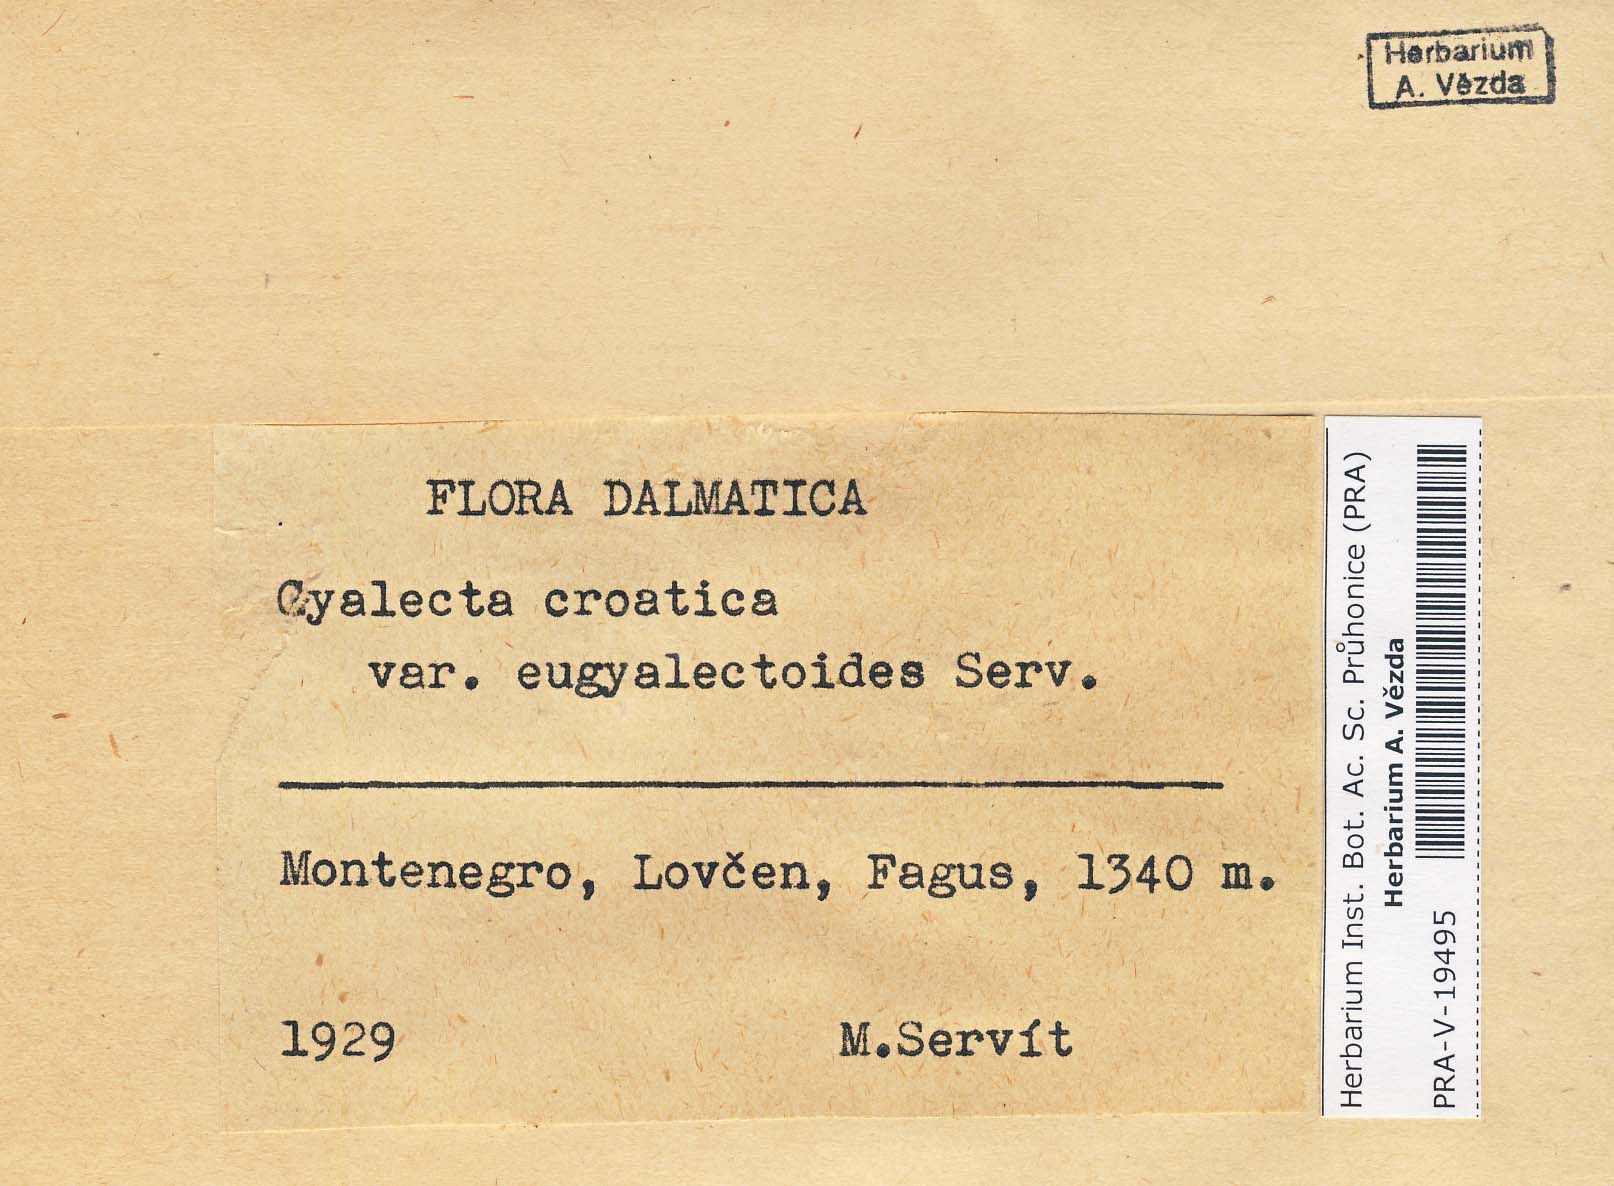 Herbarium
A. Vězda
FLORA DALMATICA
Gyalecta croatica
var. eugyalectoides Serv.
Montenegro, Lovčen, Fagus, 1340 m.
1929 M.Servít
Herbarium Inst. Bot. Ac. Sc. Průhonice (PRA)
Herbarium A. Vězda
PRA-V-19495